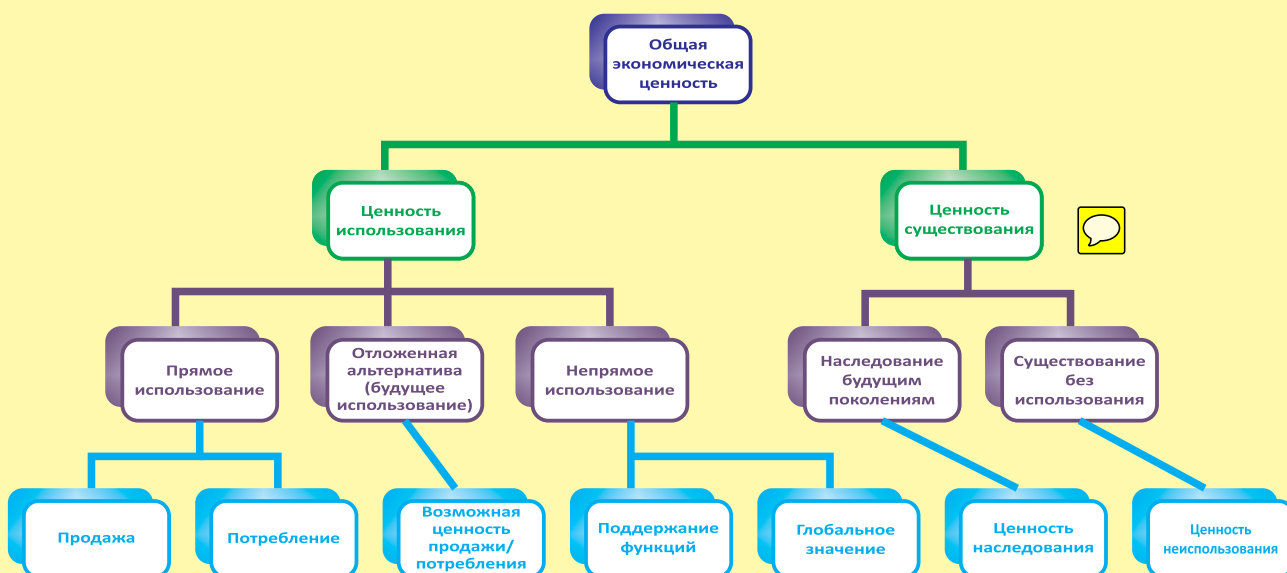 Общая
экономическая
ценность
Ценность
использования
Ценность
существования
Прямое
использование
Отложенная
альтернатива
(будущее
использование)
Непрямое
использование
Наследование
будущим
поколениям
Существование
без
использования
Продажа
Потребление
Возможная
ценность
продажи/
потребления
Поддержание
функций
Глобальное
значение
Ценность
наследования
Ценность
неиспользования